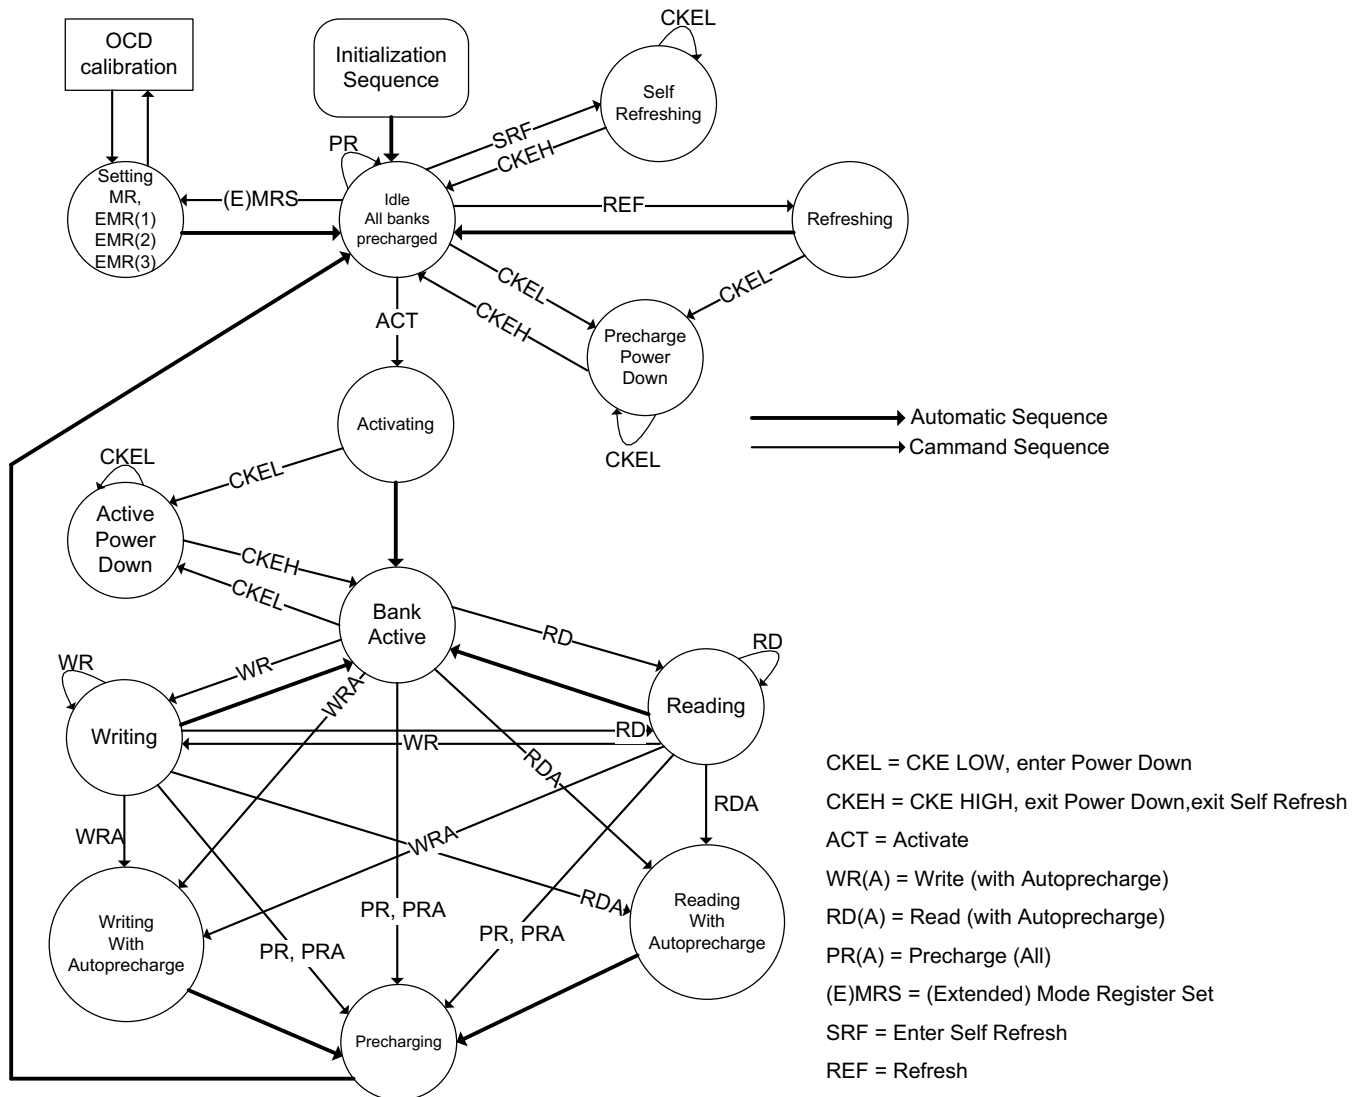 OCD
calibration
Initialization
Sequence
CKEL
Self
Refreshing
SRF
CKEH
PR
Setting
MR,
EMR(1)
EMR(2)
EMR(3)
(E)MRS
Idle
All banks
precharged
REF
Refreshing
CKEL
CKEH
CKEL
ACT
Precharge
Power
Down
CKEL
Activating
Automatic Sequence
Cammand Sequence
CKEL
CKEL
Active
Power
Down
CKEH
CKEL
Bank
Active
RD
RD
WR
WR
WRA
Reading
Writing
RD
WR
RDA
RDA
WRA
WRA
RDA
PR, PRA
PR, PRA
PR, PRA
Writing
With
Autoprecharge
Reading
With
Autoprecharge
Precharging
CKEL = CKE LOW, enter Power Down
CKEH = CKE HIGH, exit Power Down,exit Self Refresh
ACT = Activate
WR(A) = Write (with Autoprecharge)
RD(A) = Read (with Autoprecharge)
PR(A) = Precharge (All)
(E)MRS = (Extended) Mode Register Set
SRF = Enter Self Refresh
REF = Refresh